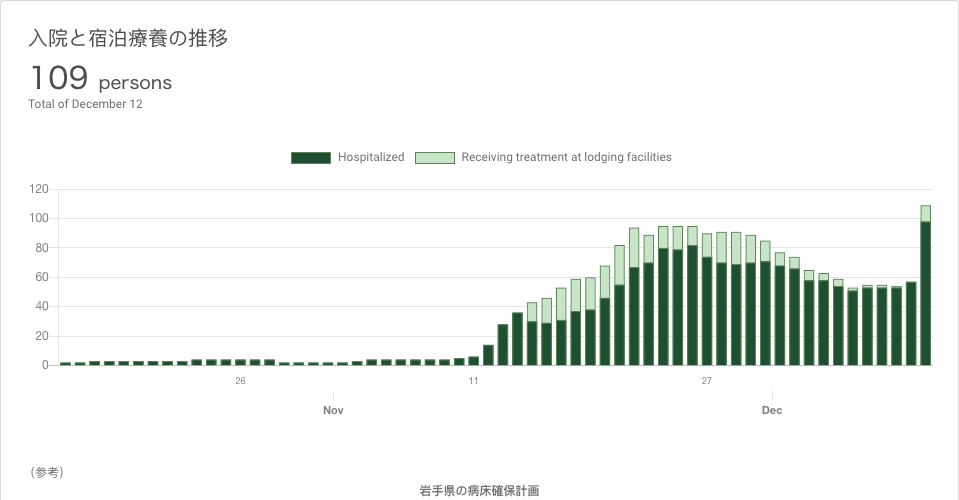 入院と宿泊療養の推移
109 persons
Total of December 12
Hospitalized Receiving treatment at lodging facilities
120
100
80
60
40
20
0
26 11 27
Nov Dec
(参考)
岩手県の病床確保計画